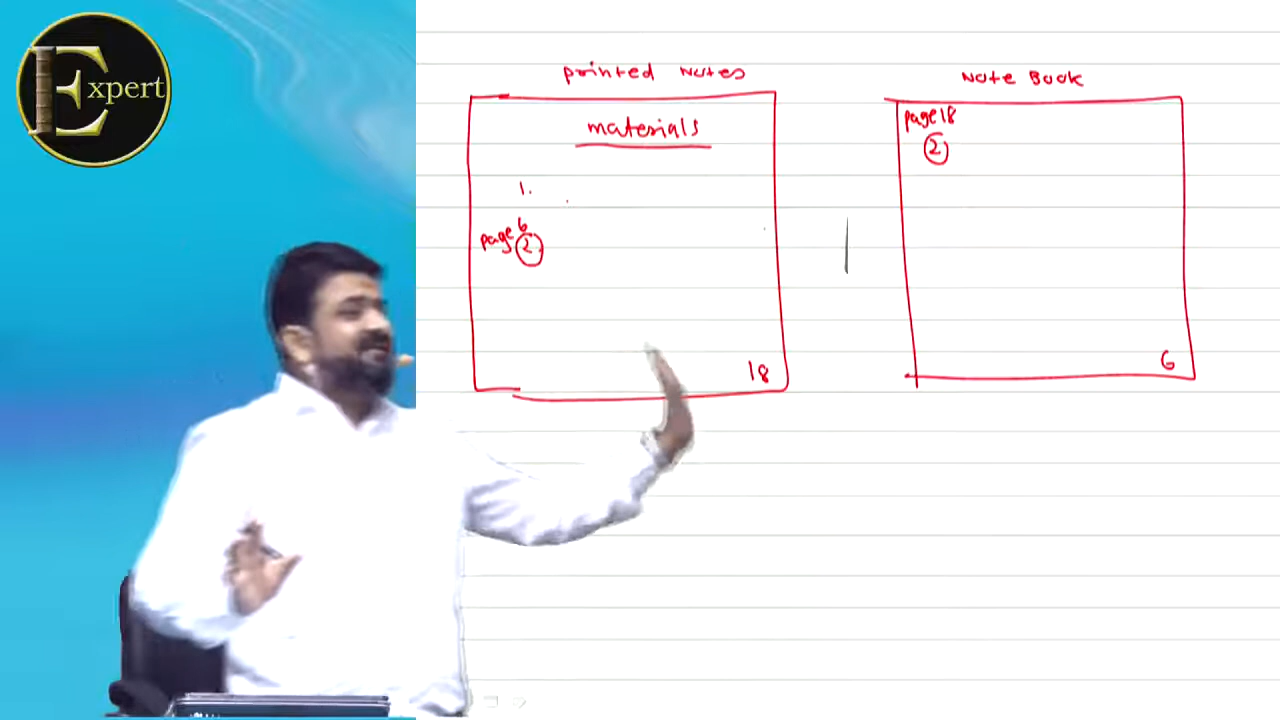 Expert
printed Notes
materials
1.
page 6
2
18
Note Book
page 18
2
6